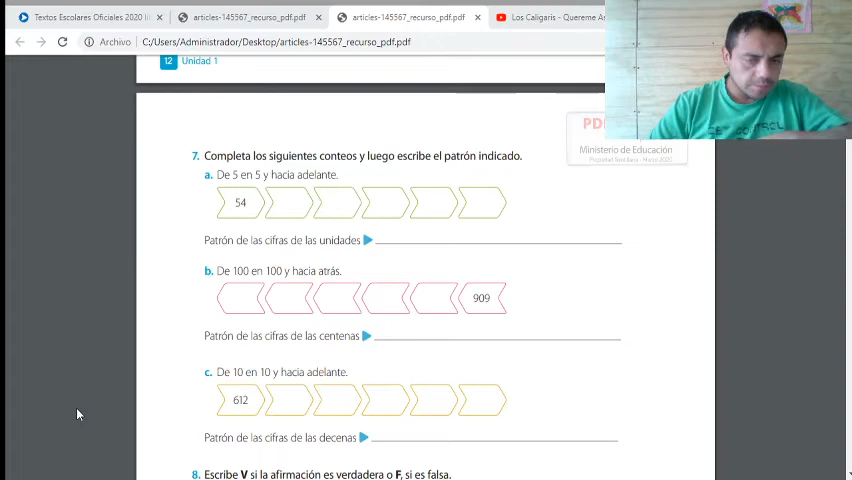 Textos Escolares Oficiales 2020 li
articles-145567_recurso_pdf.pdf
articles-145567_recurso_pdf.pdf
Los Caligaris - Quereme As
Archivo
C:/Users/Administrador/Desktop/articles-145567_recurso_pdf.pdf
12 Unidad 1
Ministerio de Educación
7. Completa los siguientes conteos y luego escribe el patrón indicado.
a. De 5 en 5 y hacia adelante.
54
Patrón de las cifras de las unidades
b. De 100 en 100 y hacia atrás.
909
Patrón de las cifras de las centenas
c. De 10 en 10 y hacia adelante.
612
Patrón de las cifras de las decenas
8. Escribe V si la afirmación es verdadera o F, si es falsa.